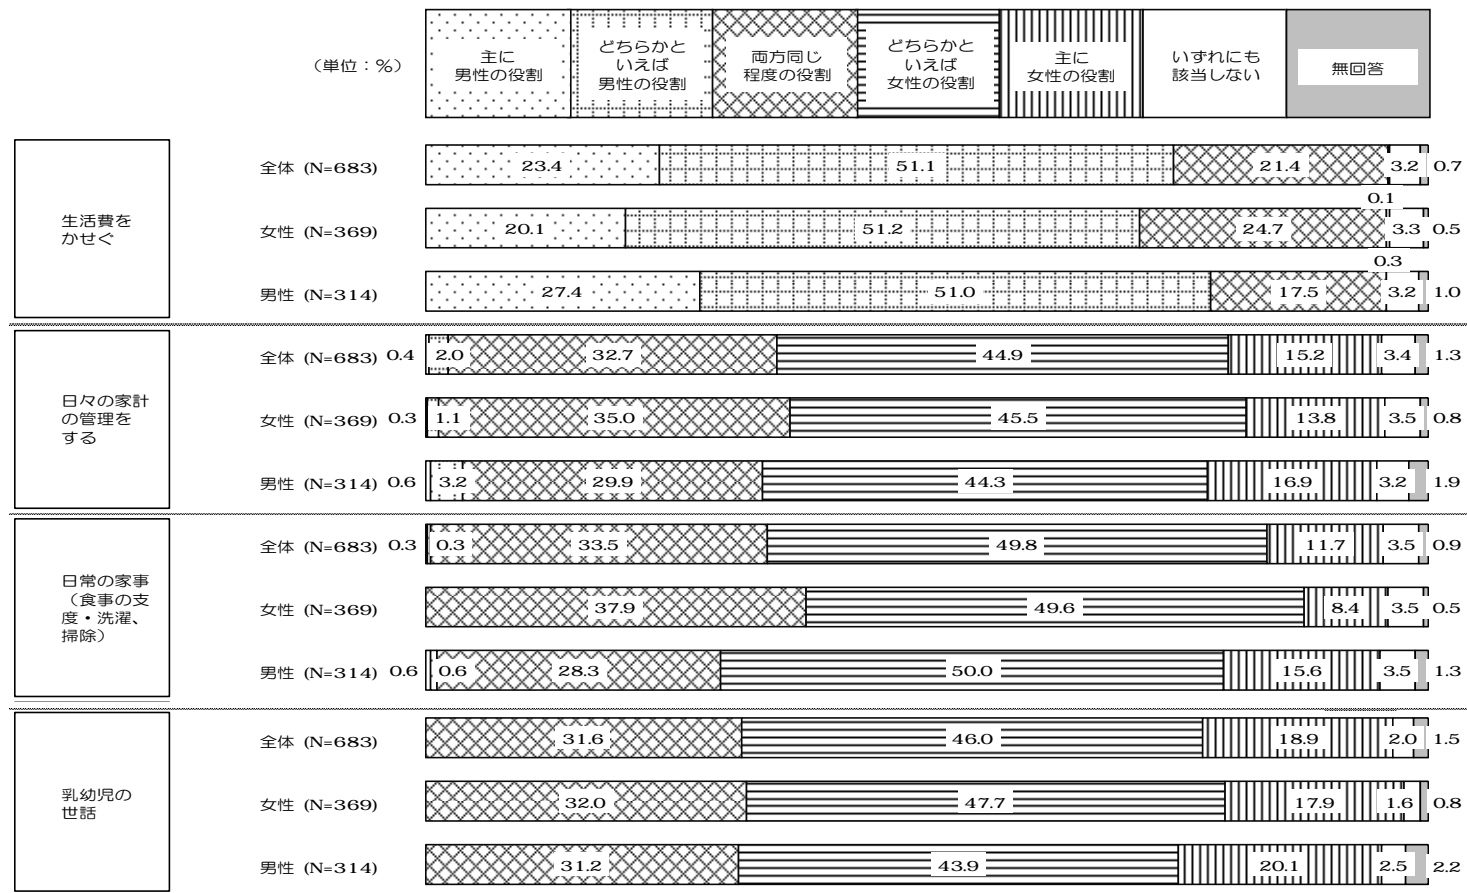 （単位：％）
主に
男性の役割
どちらかと
いえば
男性の役割
両方同じ
程度の役割
どちらかと
いえば
女性の役割
主に
女性の役割
いずれにも
該当しない
無回答
生活費を
かせぐ
全体 (N=683) 23.4 51.1 21.4 3.2 0.7
0.1
女性 (N=369) 20.1 51.2 24.7 3.3 0.5
0.3
男性 (N=314) 27.4 51.0 17.5 3.2 1.0
日々の家計
の管理を
する
全体 (N=683) 0.4 2.0 32.7 44.9 15.2 3.4 1.3
女性 (N=369) 0.3 1.1 35.0 45.5 13.8 3.5 0.8
男性 (N=314) 0.6 3.2 29.9 44.3 16.9 3.2 1.9
日常の家事
（食事の支
度・洗濯、
掃除）
全体 (N=683) 0.3 0.3 33.5 49.8 11.7 3.5 0.9
女性 (N=369) 37.9 49.6 8.4 3.5 0.5
男性 (N=314) 0.6 0.6 28.3 50.0 15.6 3.5 1.3
乳幼児の
世話
全体 (N=683) 31.6 46.0 18.9 2.0 1.5
女性 (N=369) 32.0 47.7 17.9 1.6 0.8
男性 (N=314) 31.2 43.9 20.1 2.5 2.2